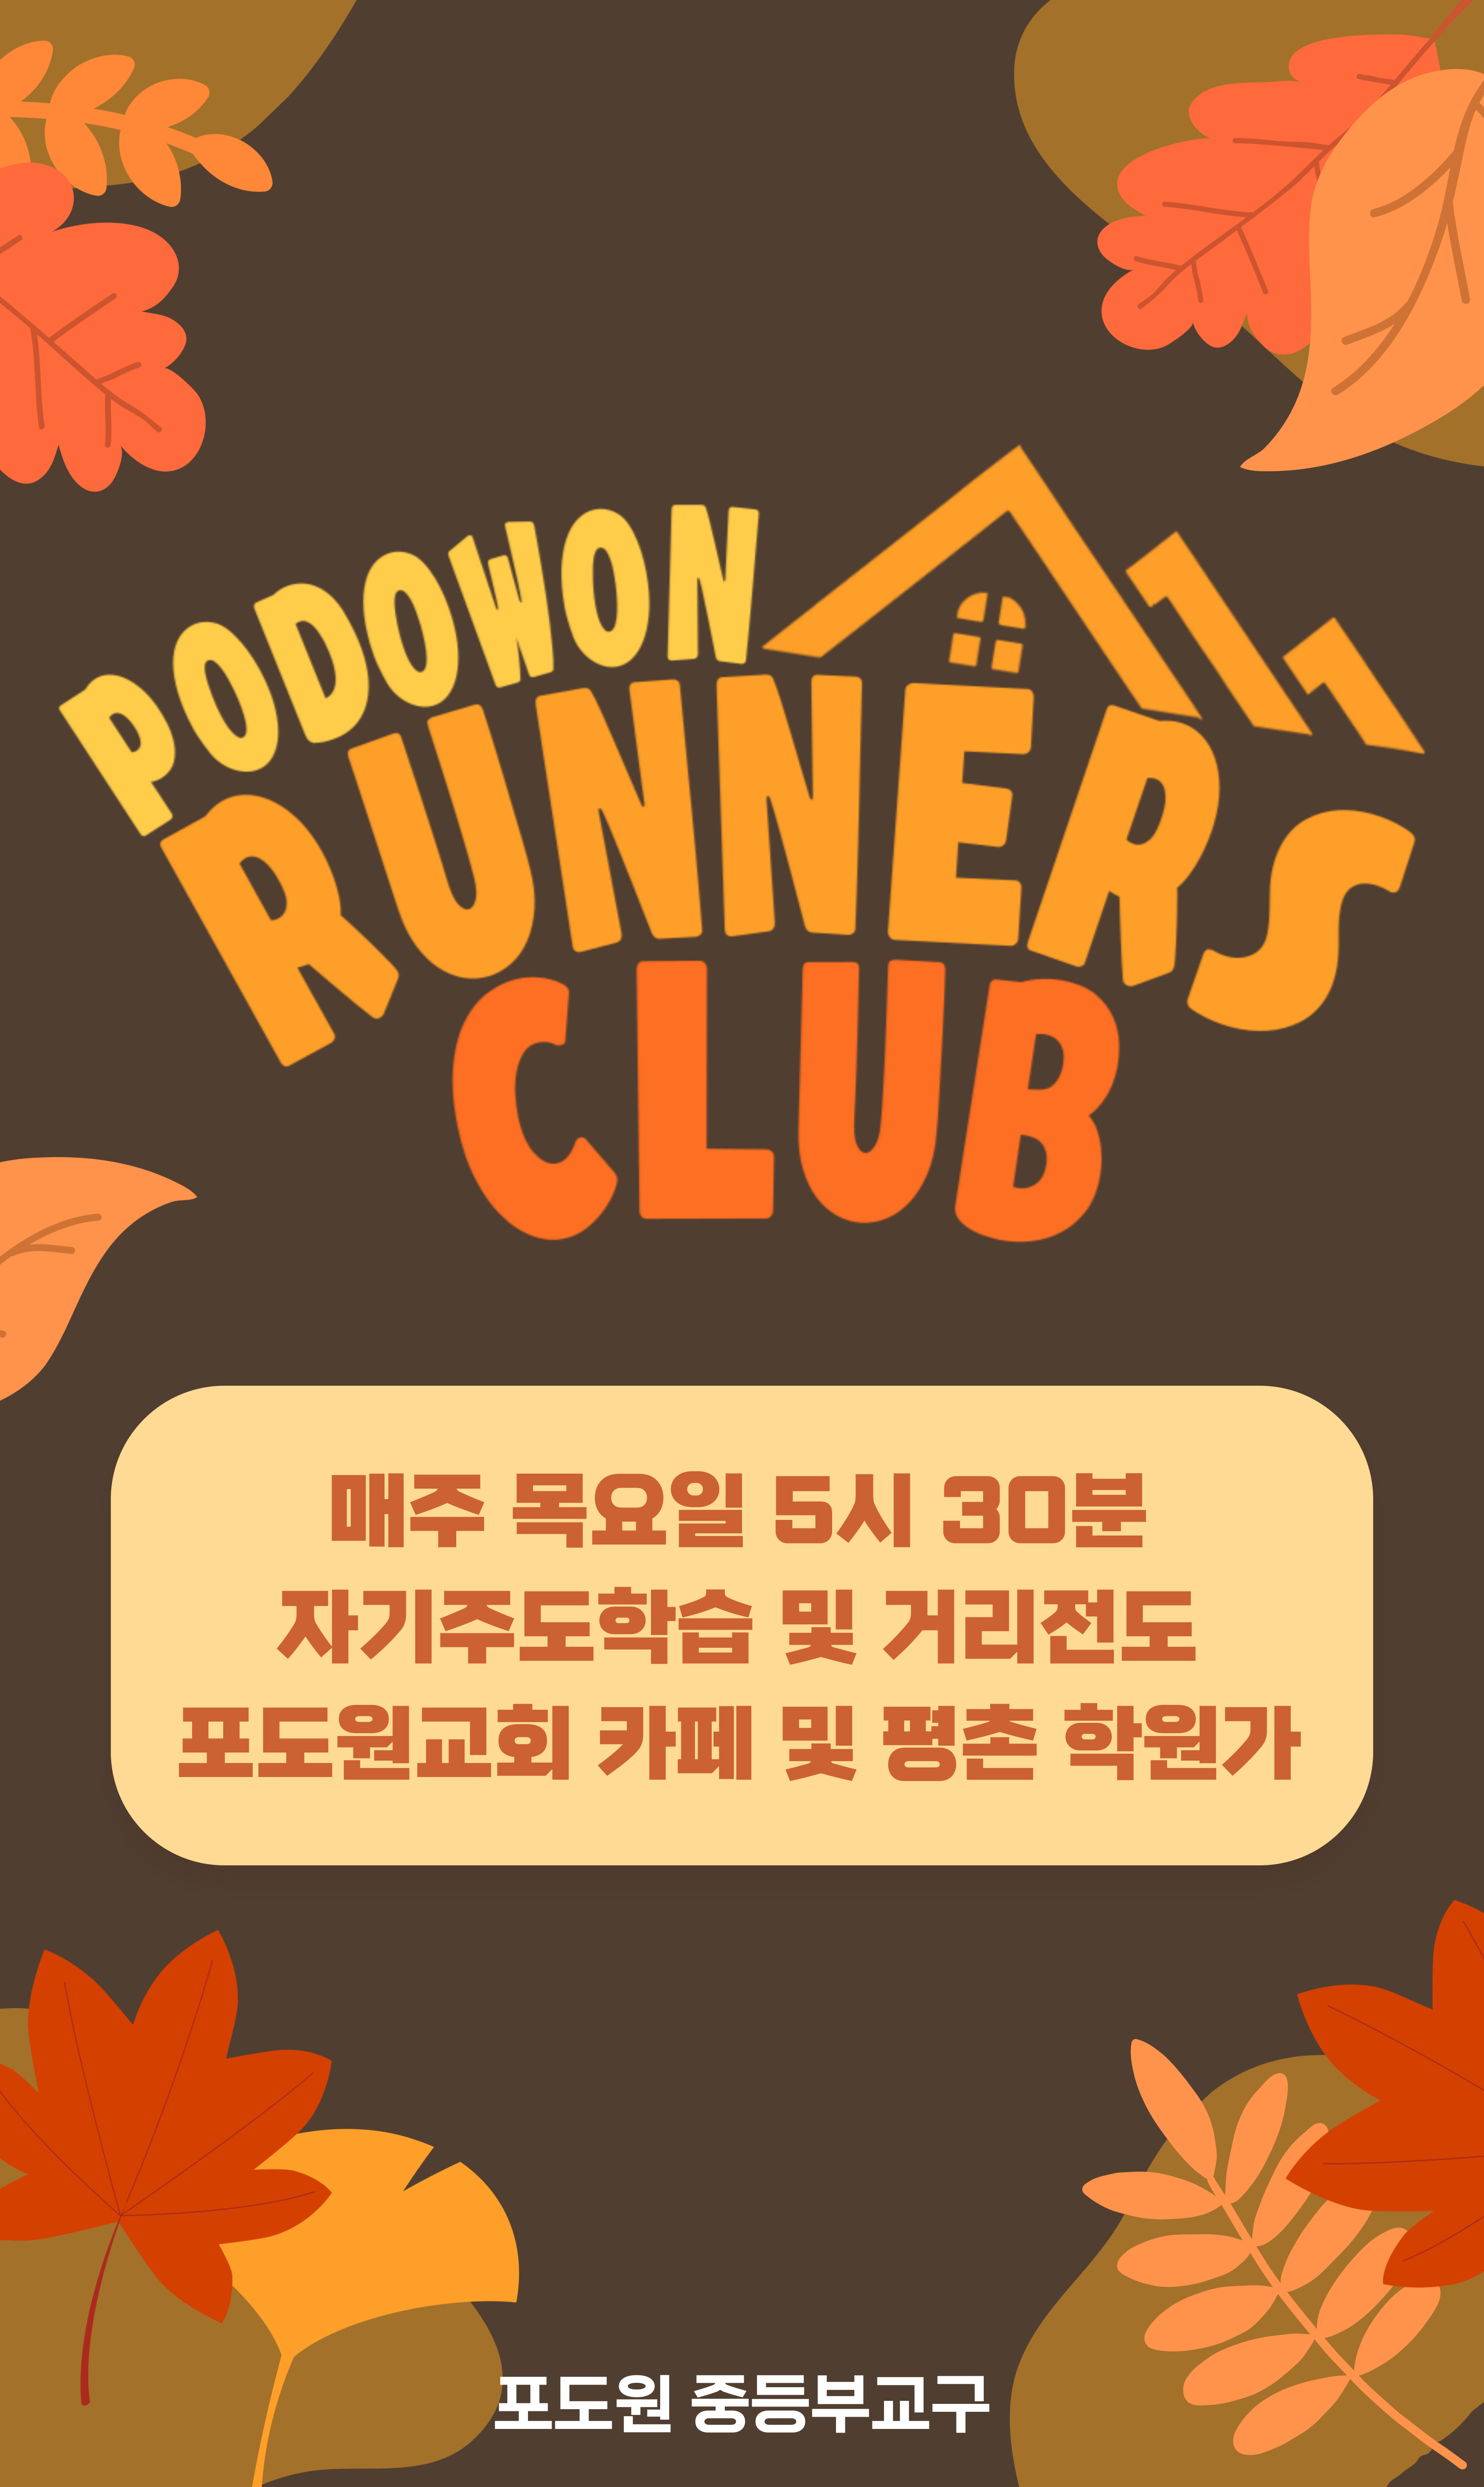 PODOWON
RUNNERS
CLUB
매주 목요일 5시 30분
자기주도학습 및 거리전도
포도원교회 카페 및 평촌 학원가
포도원 중등부교구